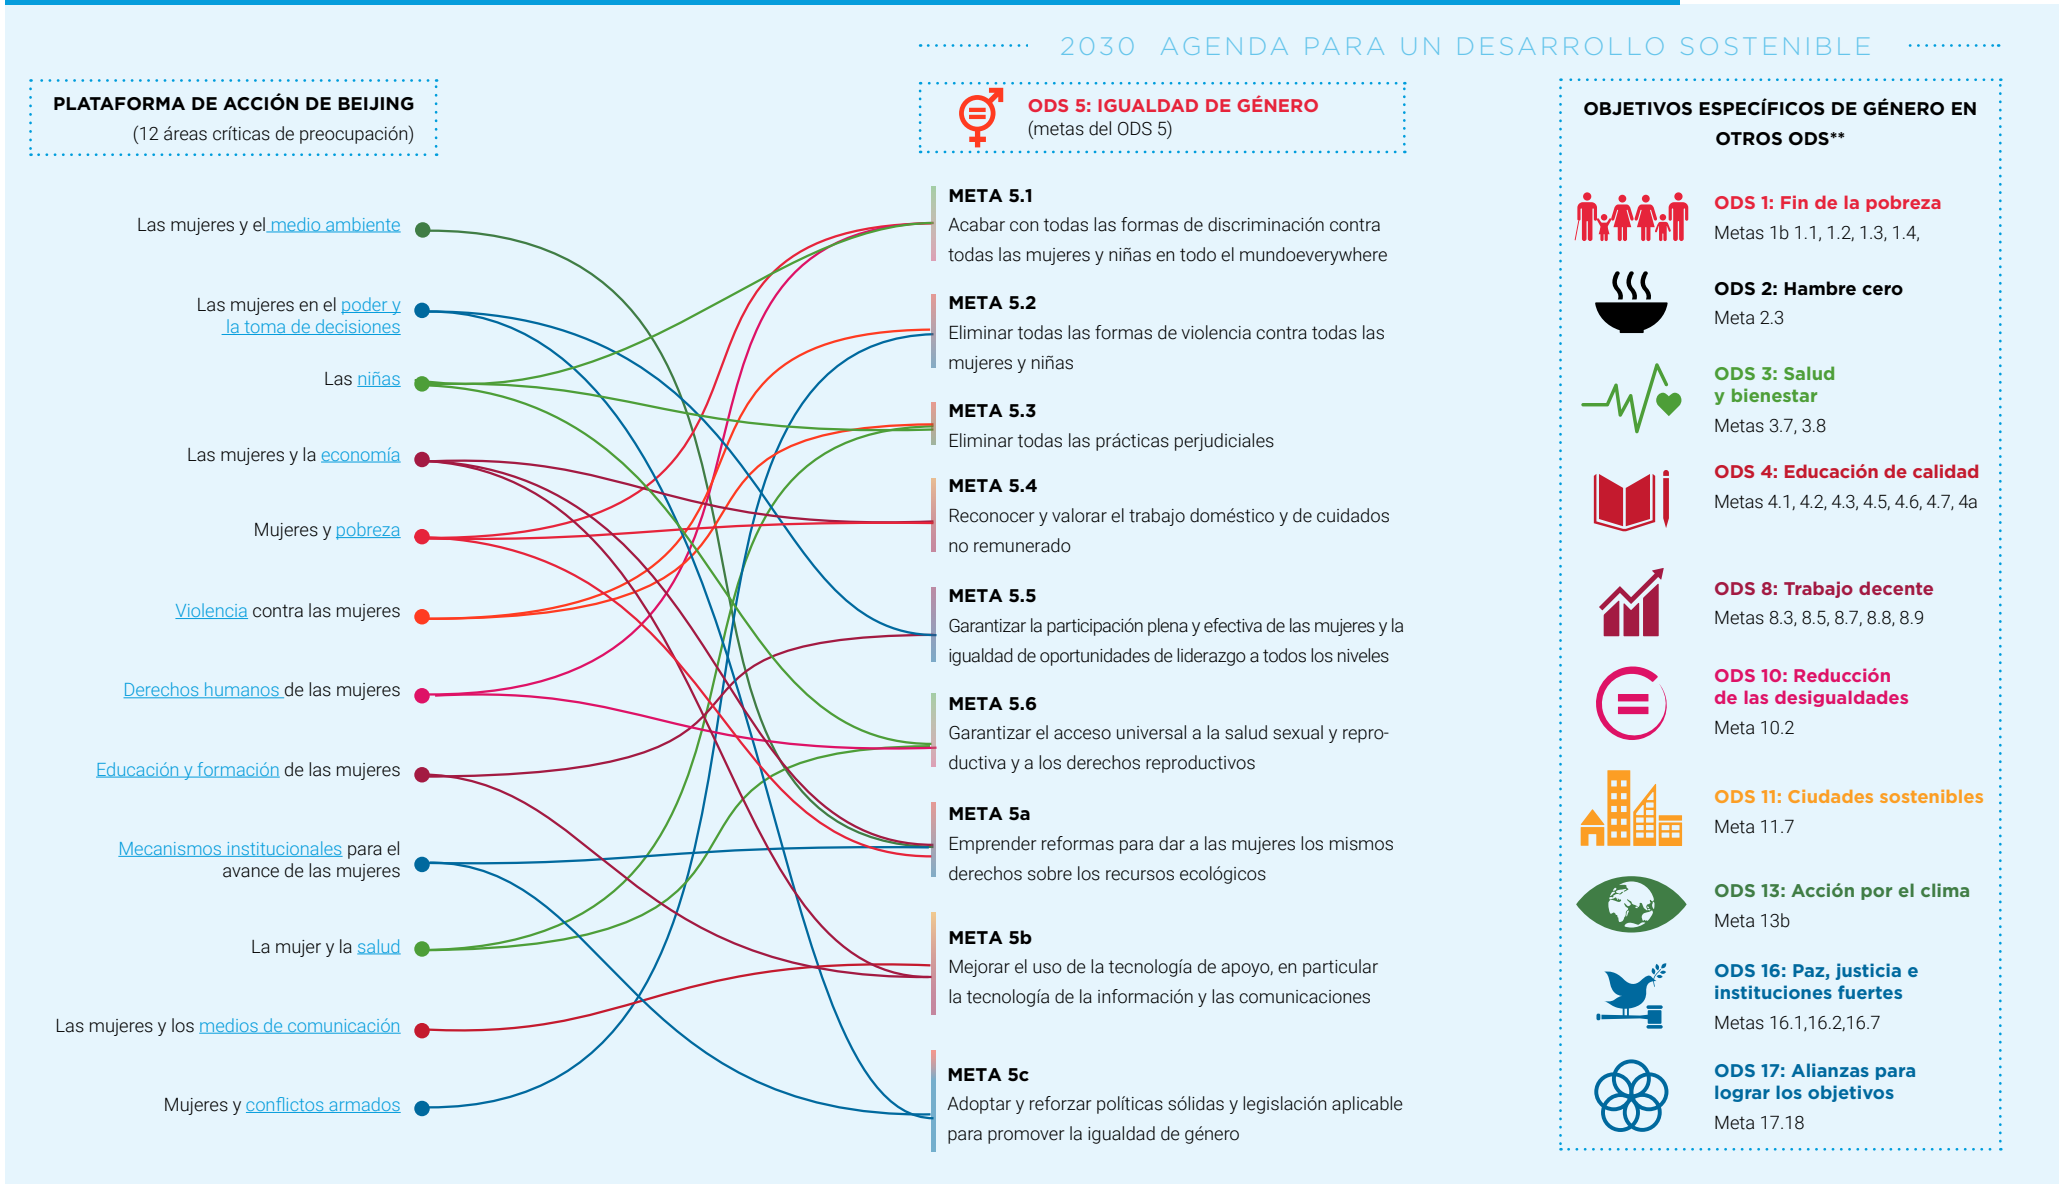 2030 AGENDA PARA UN DESARROLLO SOSTENIBLE
PLATAFORMA DE ACCIÓN DE BEIJING
(12 áreas críticas de preocupación)
Las mujeres y el medio ambiente
Las mujeres en el poder y
la toma de decisiones
Las niñas
Las mujeres y la economía
Mujeres y pobreza
Violencia contra las mujeres
Derechos humanos de las mujeres
Educación y formación de las mujeres
Mecanismos institucionales para el
avance de las mujeres
La mujer y la salud
Las mujeres y los medios de comunicación
Mujeres y conflictos armados
ODS 5: IGUALDAD DE GÉNERO
(metas del ODS 5)
META 5.1
Acabar con todas las formas de discriminación contra
todas las mujeres y niñas en todo el mundoeverywhere
META 5.2
Eliminar todas las formas de violencia contra todas las
mujeres y niñas
META 5.3
Eliminar todas las prácticas perjudiciales
META 5.4
Reconocer y valorar el trabajo doméstico y de cuidados
no remunerado
META 5.5
Garantizar la participación plena y efectiva de las mujeres y la
igualdad de oportunidades de liderazgo a todos los niveles
META 5.6
Garantizar el acceso universal a la salud sexual y repro-
ductiva y a los derechos reproductivos
META 5a
Emprender reformas para dar a las mujeres los mismos
derechos sobre los recursos ecológicos
META 5b
Mejorar el uso de la tecnología de apoyo, en particular
la tecnología de la información y las comunicaciones
META 5c
Adoptar y reforzar políticas sólidas y legislación aplicable
para promover la igualdad de género
OBJETIVOS ESPECÍFICOS DE GÉNERO EN
OTROS ODS**
ODS 1: Fin de la pobreza
Metas 1b 1.1, 1.2, 1.3, 1.4,
ODS 2: Hambre cero
Meta 2.3
ODS 3: Salud
y bienestar
Metas 3.7, 3.8
ODS 4: Educación de calidad
Metas 4.1, 4.2, 4.3, 4.5, 4.6, 4.7, 4a
ODS 8: Trabajo decente
Metas 8.3, 8.5, 8.7, 8.8, 8.9
ODS 10: Reducción
de las desigualdades
Meta 10.2
ODS 11: Ciudades sostenibles
Meta 11.7
ODS 13: Acción por el clima
Meta 13b
ODS 16: Paz, justicia e
instituciones fuertes
Metas 16.1,16.2,16.7
ODS 17: Alianzas para
lograr los objetivos
Meta 17.18